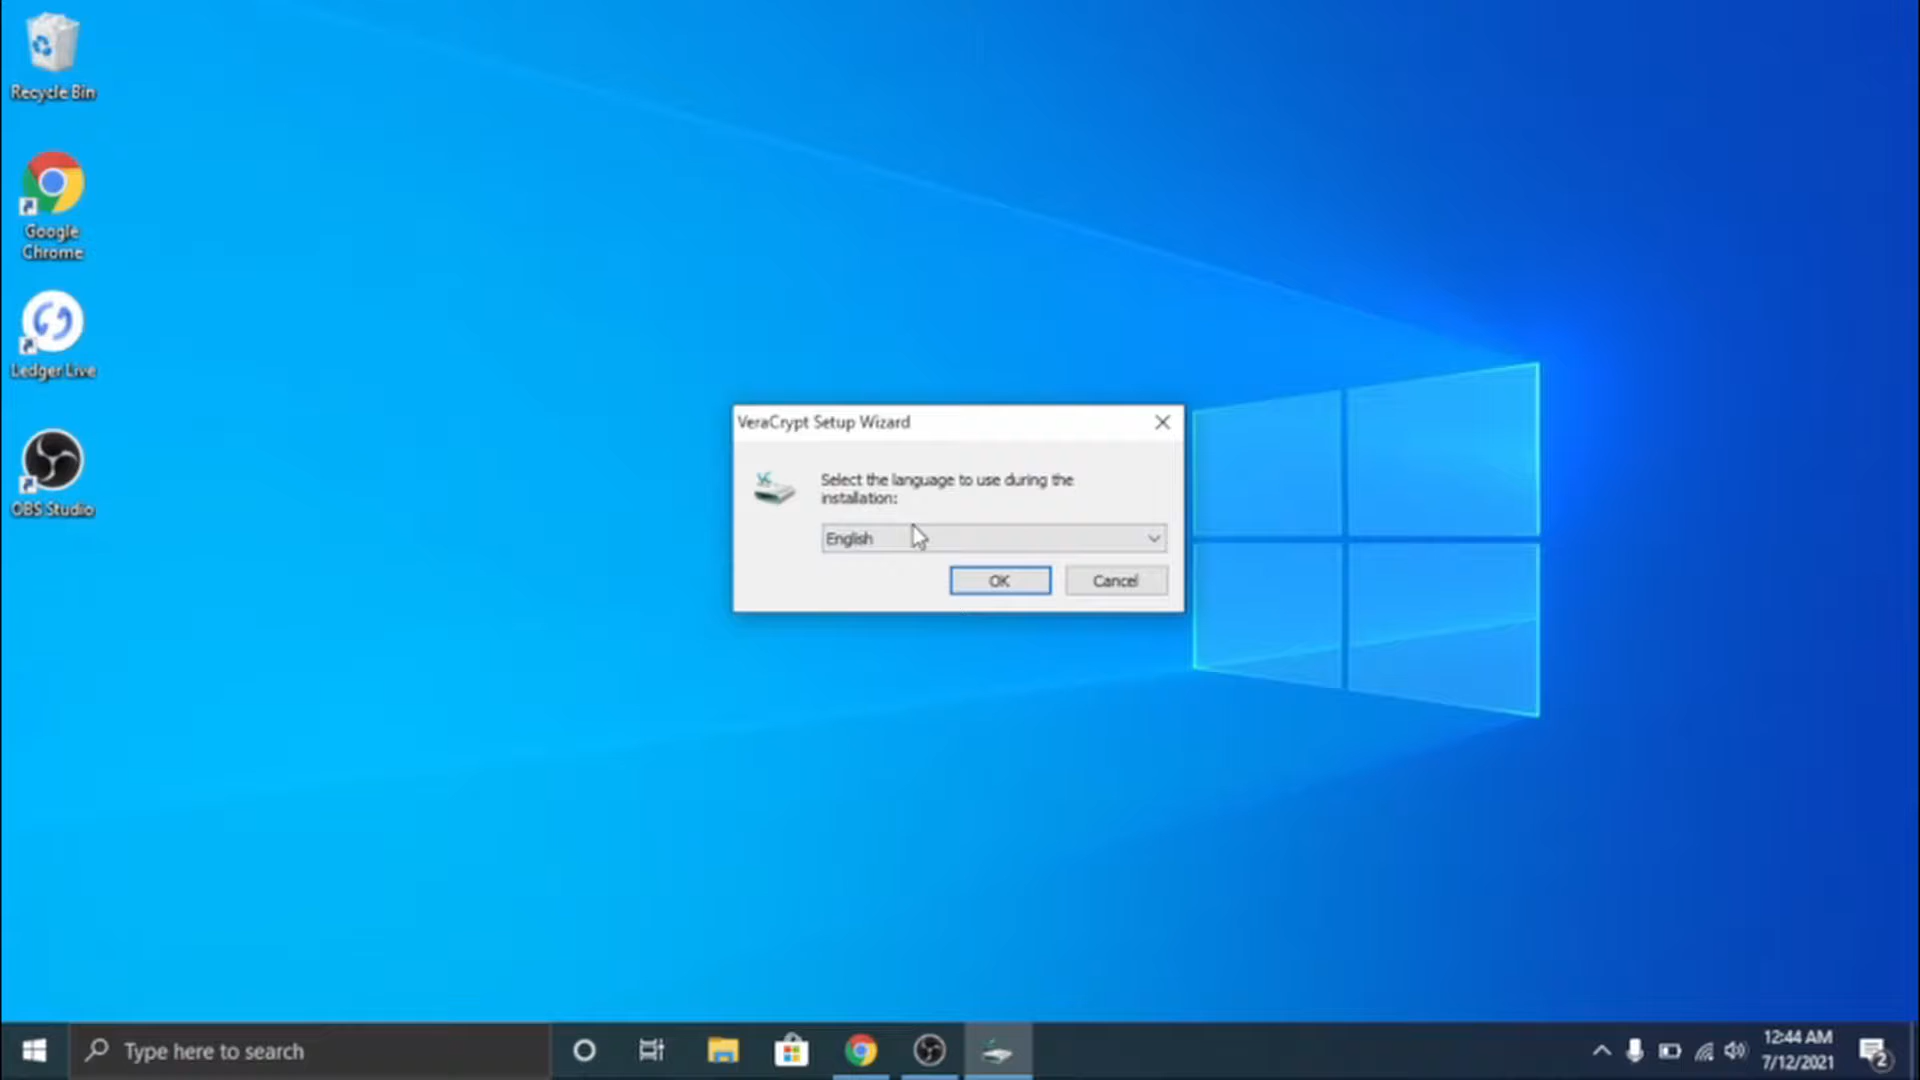 Recycle Bin
Google
Chrome
Ledger Live
OBS Studio
VeraCrypt Setup Wizard
Select the language to use during the
installation:
English
OK
Cancel
Type here to search
12:44 AM
7/12/2021
2